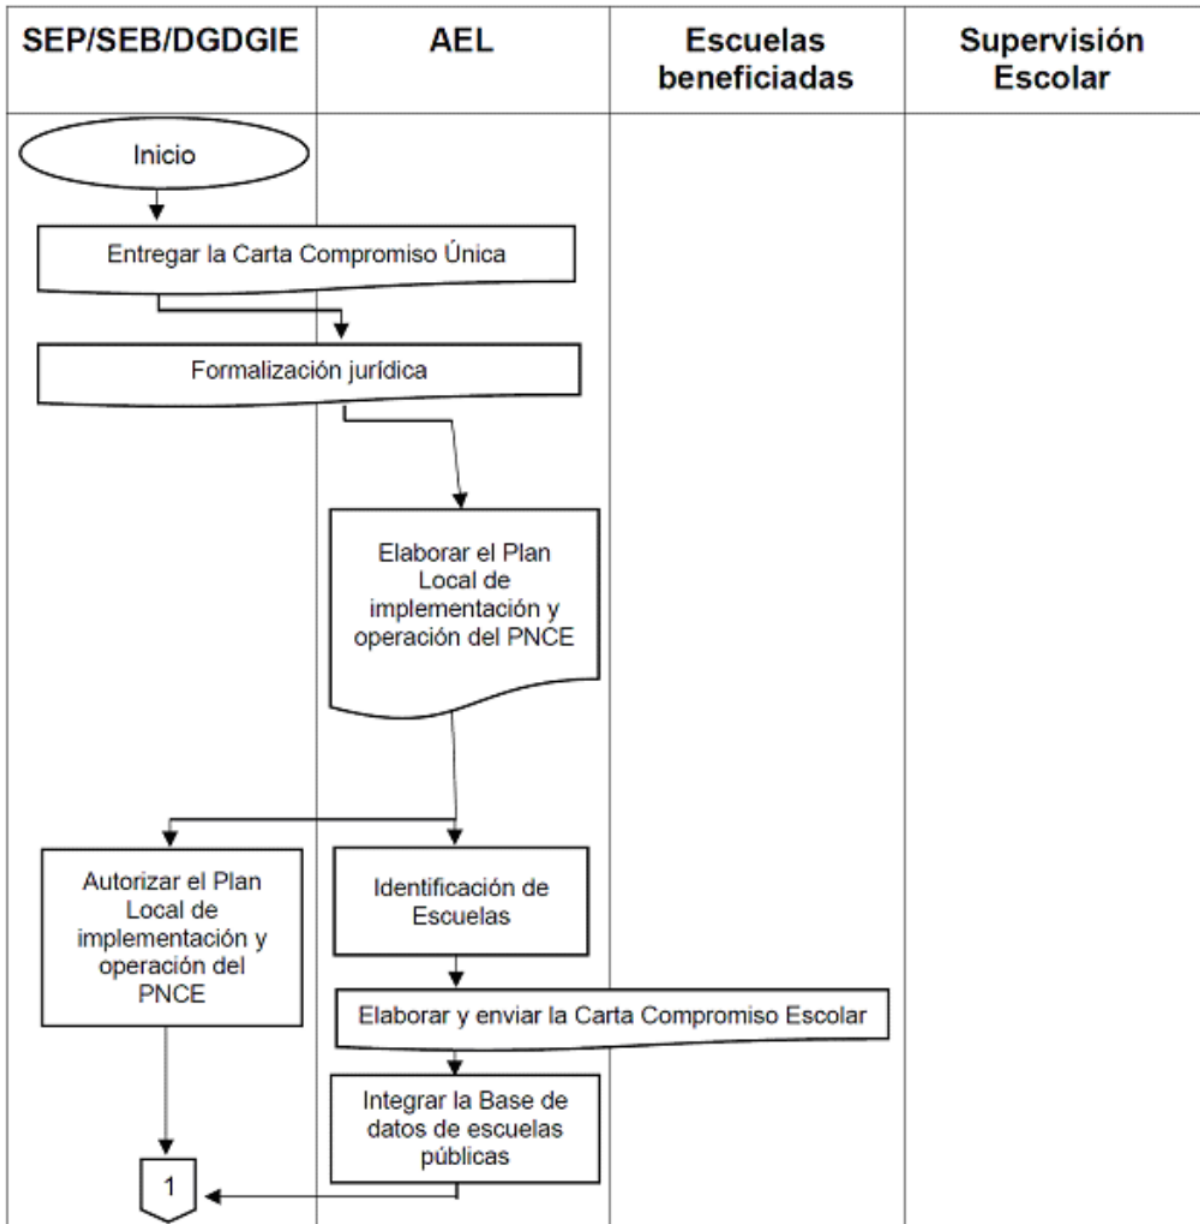 SEP/SEB/DGDGIE
AEL
Escuelas
beneficiadas
Supervisión
Escolar
Inicio
Entregar la Carta Compromiso Única
Formalización jurídica
Elaborar el Plan
Local de
implementación y
operación del PNCE
Autorizar el Plan
Local de
implementación y
operación del
PNCE
Identificación de
Escuelas
Elaborar y enviar la Carta Compromiso Escolar
Integrar la Base de
datos de escuelas
públicas
1